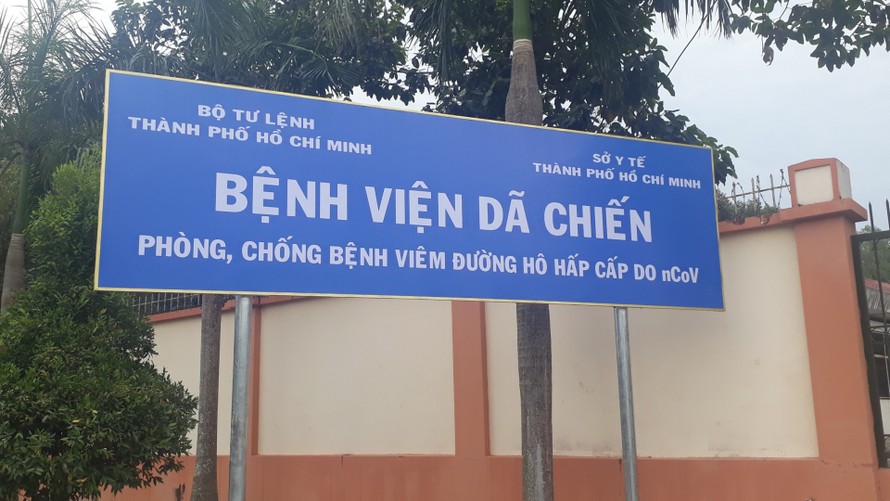 BỘ TƯ LỆNH
THÀNH PHỐ HỒ CHÍ MINH
SỞ Y TẾ
THÀNH PHỐ HỒ CHÍ MINH
BỆNH VIỆN DÃ CHIẾN
PHÒNG, CHỐNG BỆNH VIÊM ĐƯỜNG HÔ HẤP CẤP DO nCoV